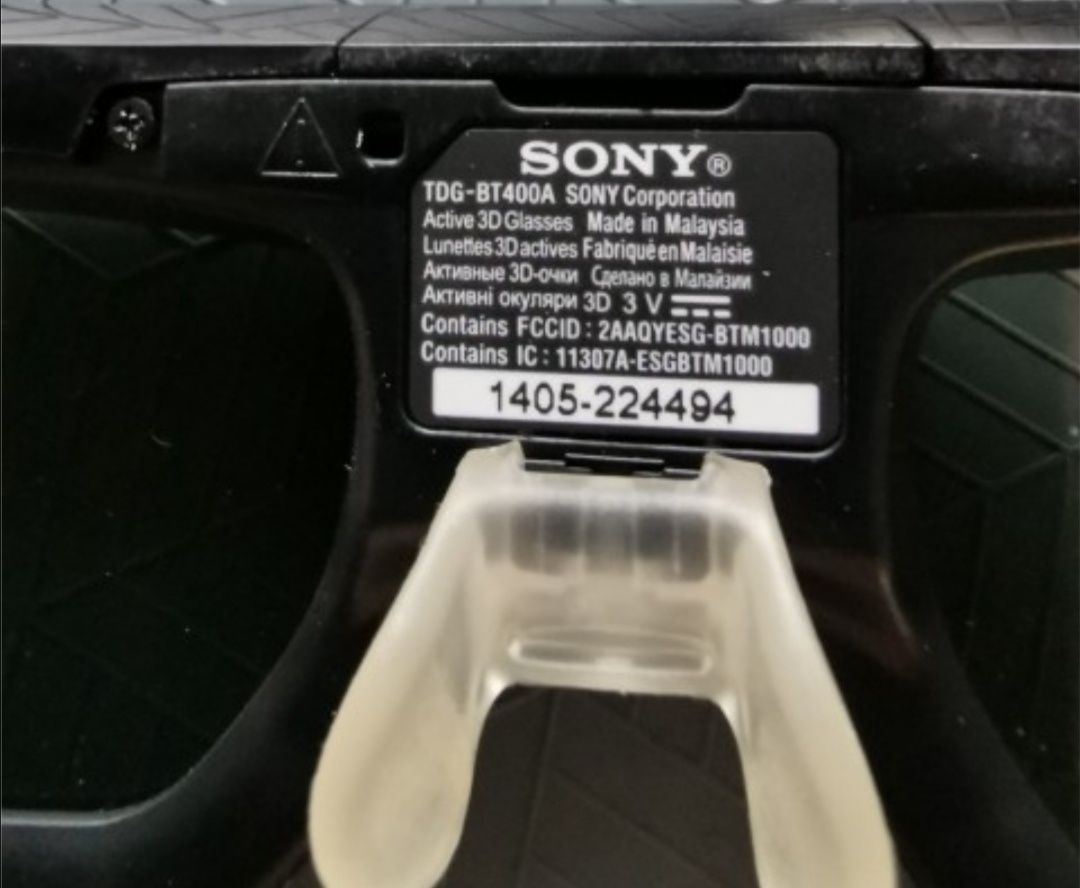 SONY®
TDG-BT400A SONY Corporation
Active 3D Glasses Made in Malaysia
Lunettes 3D actives Fabriqué en Malaisie
Активные 3D-очки Сделано в Малайзии
Активні окуляри 3D 3 V
Contains FCCID : 2AAQYESG-BTM1000
Contains IC : 11307A-ESGBTM1000
1405-224494